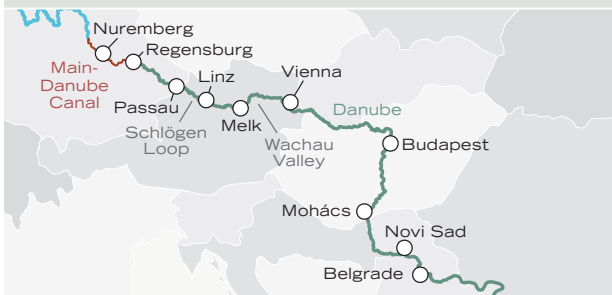 Nuremberg
Regensburg
Main-
Danube
Canal
Linz
Vienna
Passau
Danube
Melk
Schlögen
Loop
Wachau
Valley
Budapest
Mohács
Novi Sad
Belgrade